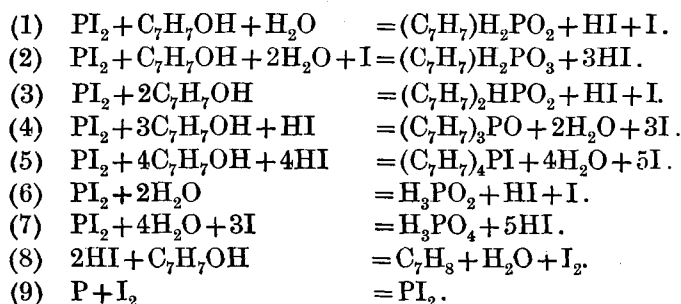 (1) PI₂+C₇H₇OH+H₂O =(C₇H₇)H₂PO₂+HI+I.
(2) PI₂+C₇H₇OH+2H₂O+I=(C₇H₇)H₂PO₃+3HI.
(3) PI₂+2C₇H₇OH =(C₇H₇)₂HPO₂+HI+I.
(4) PI₂+3C₇H₇OH+HI =(C₇H₇)₃PO+2H₂O+3I.
(5) PI₂+4C₇H₇OH+4HI =(C₇H₇)₄PI+4H₂O+5I.
(6) PI₂+2H₂O =H₃PO₂+HI+I.
(7) PI₂+4H₂O+3I =H₃PO₄+5HI.
(8) 2HI+C₇H₇OH =C₇H₈+H₂O+I₂.
(9) P+I₂ =PI₂.